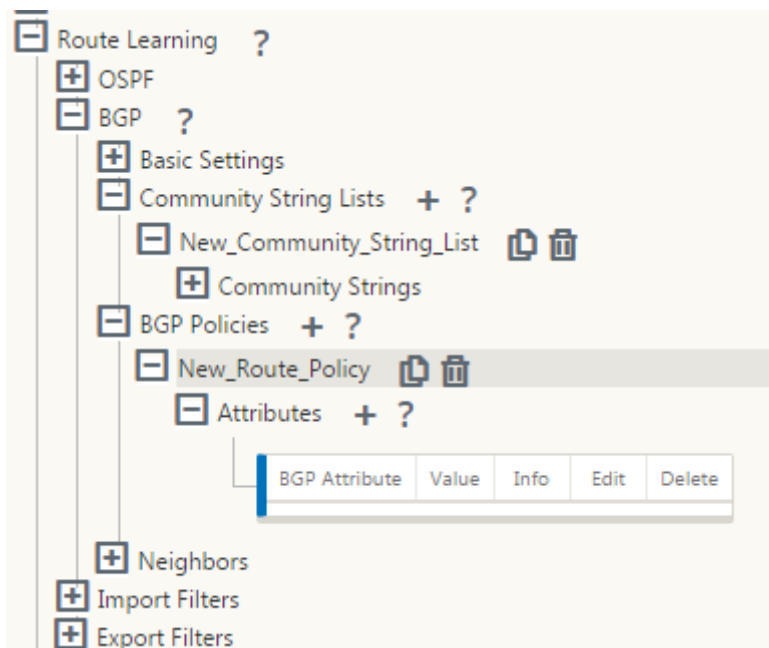 Route Learning ?
OSPF
BGP ?
Basic Settings
Community String Lists + ?
New_Community_String_List
Community Strings
BGP Policies + ?
New_Route_Policy
Attributes + ?
BGP Attribute Value Info Edit Delete
Neighbors
Import Filters
Export Filters